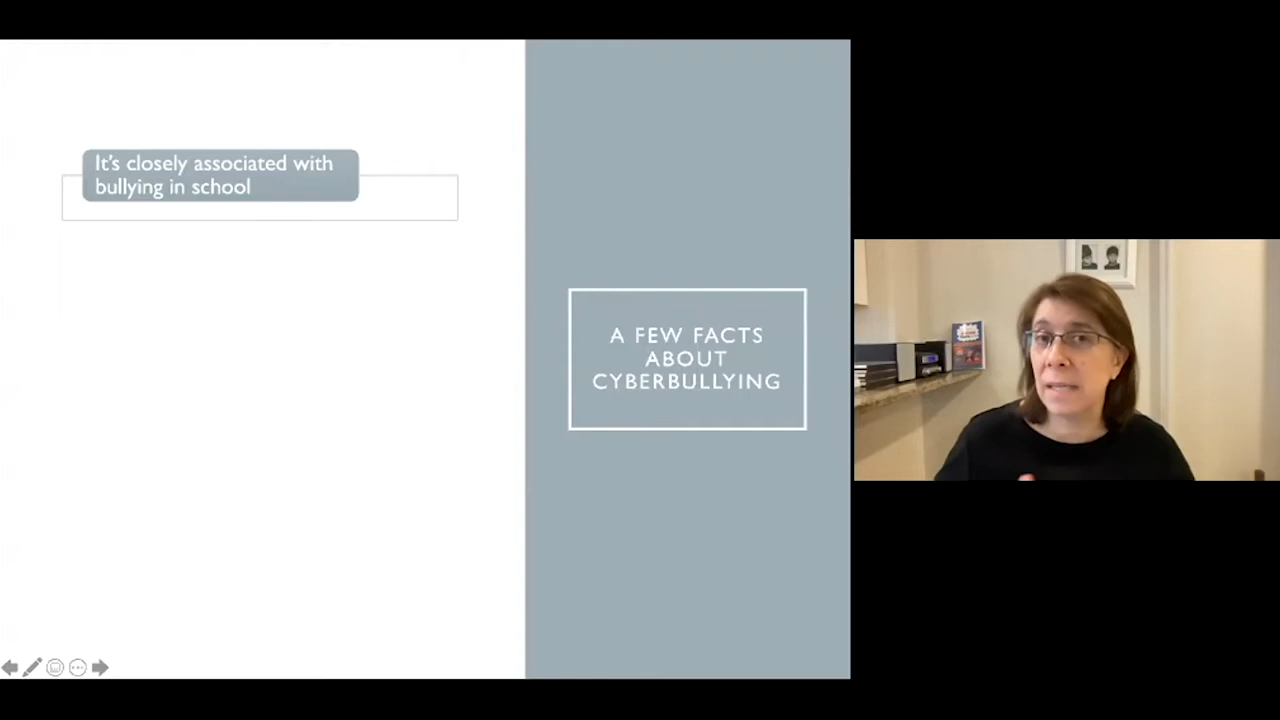 It's closely associated with
bullying in school
A FEW FACTS
ABOUT
CYBERBULLYING